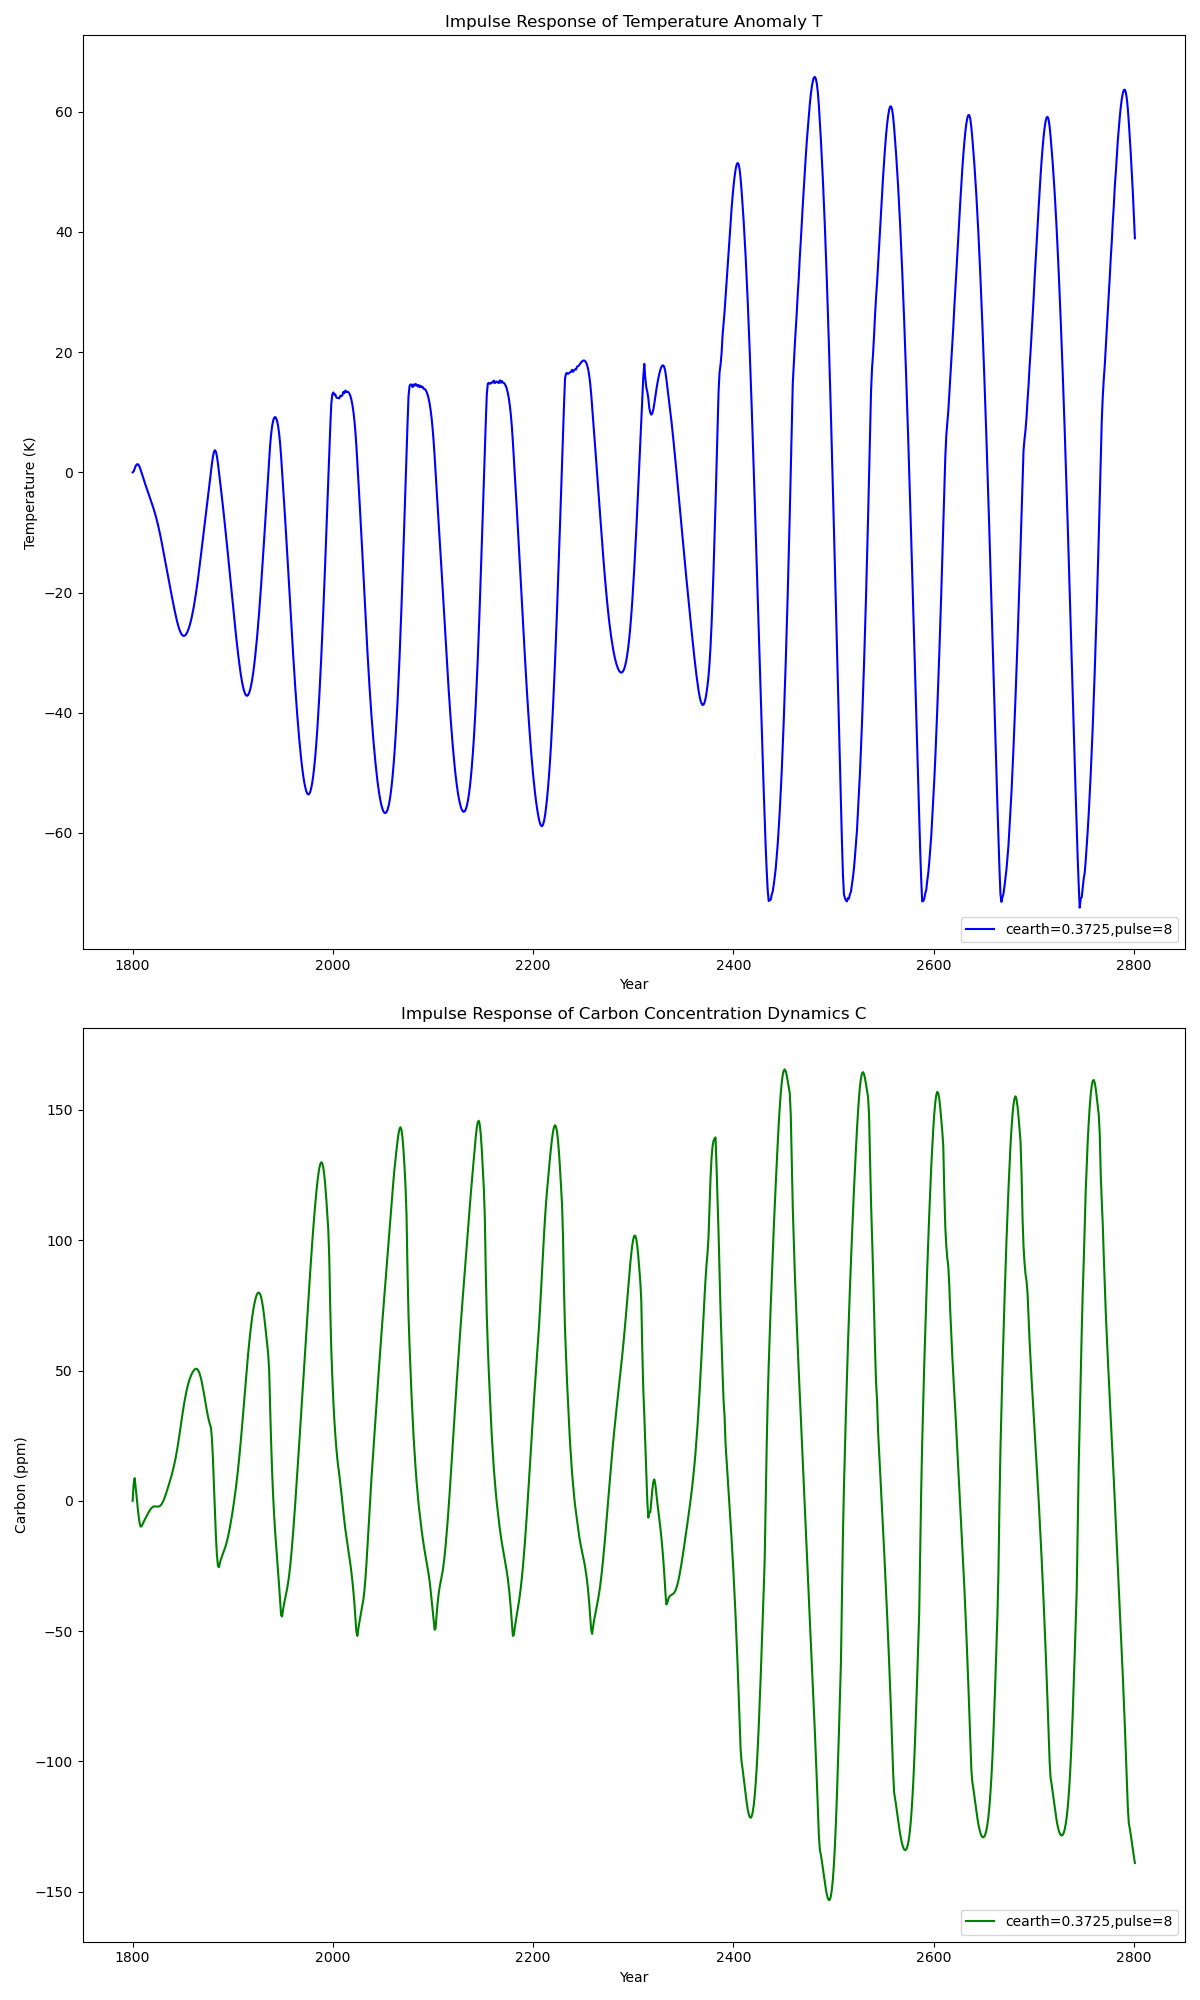 Impulse Response of Temperature Anomaly T
60
40
20
0
−20
−40
−60
Temperature (K)
cearth=0.3725,pulse=8
1800 2000 2200 2400 2600 2800
Year
Impulse Response of Carbon Concentration Dynamics C
150
100
50
0
−50
−100
−150
Carbon (ppm)
cearth=0.3725,pulse=8
1800 2000 2200 2400 2600 2800
Year